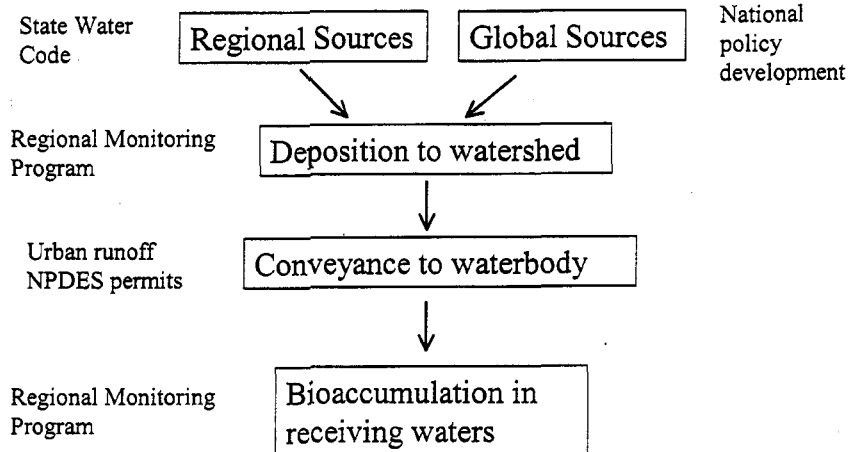 State Water
Code
Regional Sources
Global Sources
National
policy
development
Regional Monitoring
Program
Deposition to watershed
Urban runoff
NPDES permits
Conveyance to waterbody
Regional Monitoring
Program
Bioaccumulation in
receiving waters